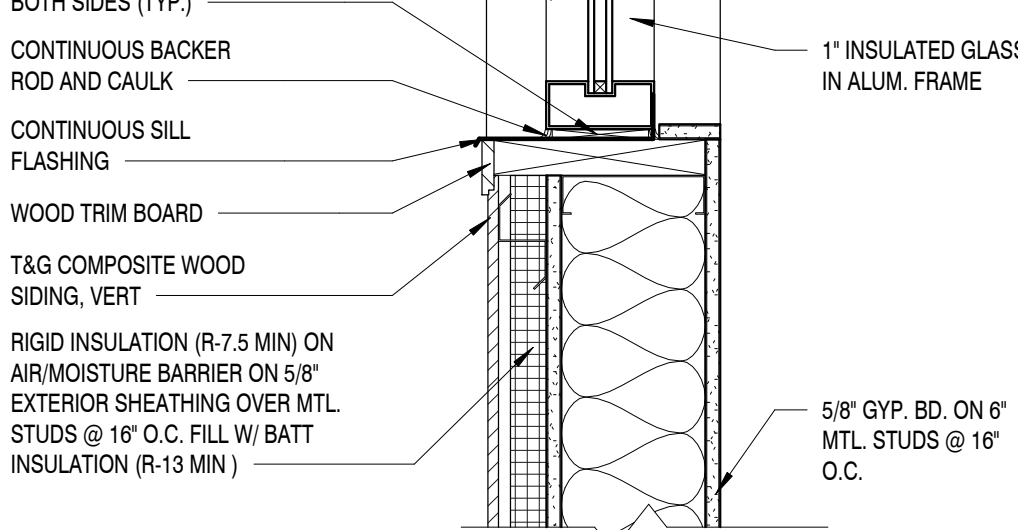 BOTH SIDES (TYP.)
CONTINUOUS BACKER
ROD AND CAULK
CONTINUOUS SILL
FLASHING
WOOD TRIM BOARD
T&G COMPOSITE WOOD
SIDING, VERT
RIGID INSULATION (R-7.5 MIN) ON
AIR/MOISTURE BARRIER ON 5/8"
EXTERIOR SHEATHING OVER MTL.
STUDS @ 16" O.C. FILL W/ BATT
INSULATION (R-13 MIN )
1" INSULATED GLASS
IN ALUM. FRAME
5/8" GYP. BD. ON 6"
MTL. STUDS @ 16"
O.C.